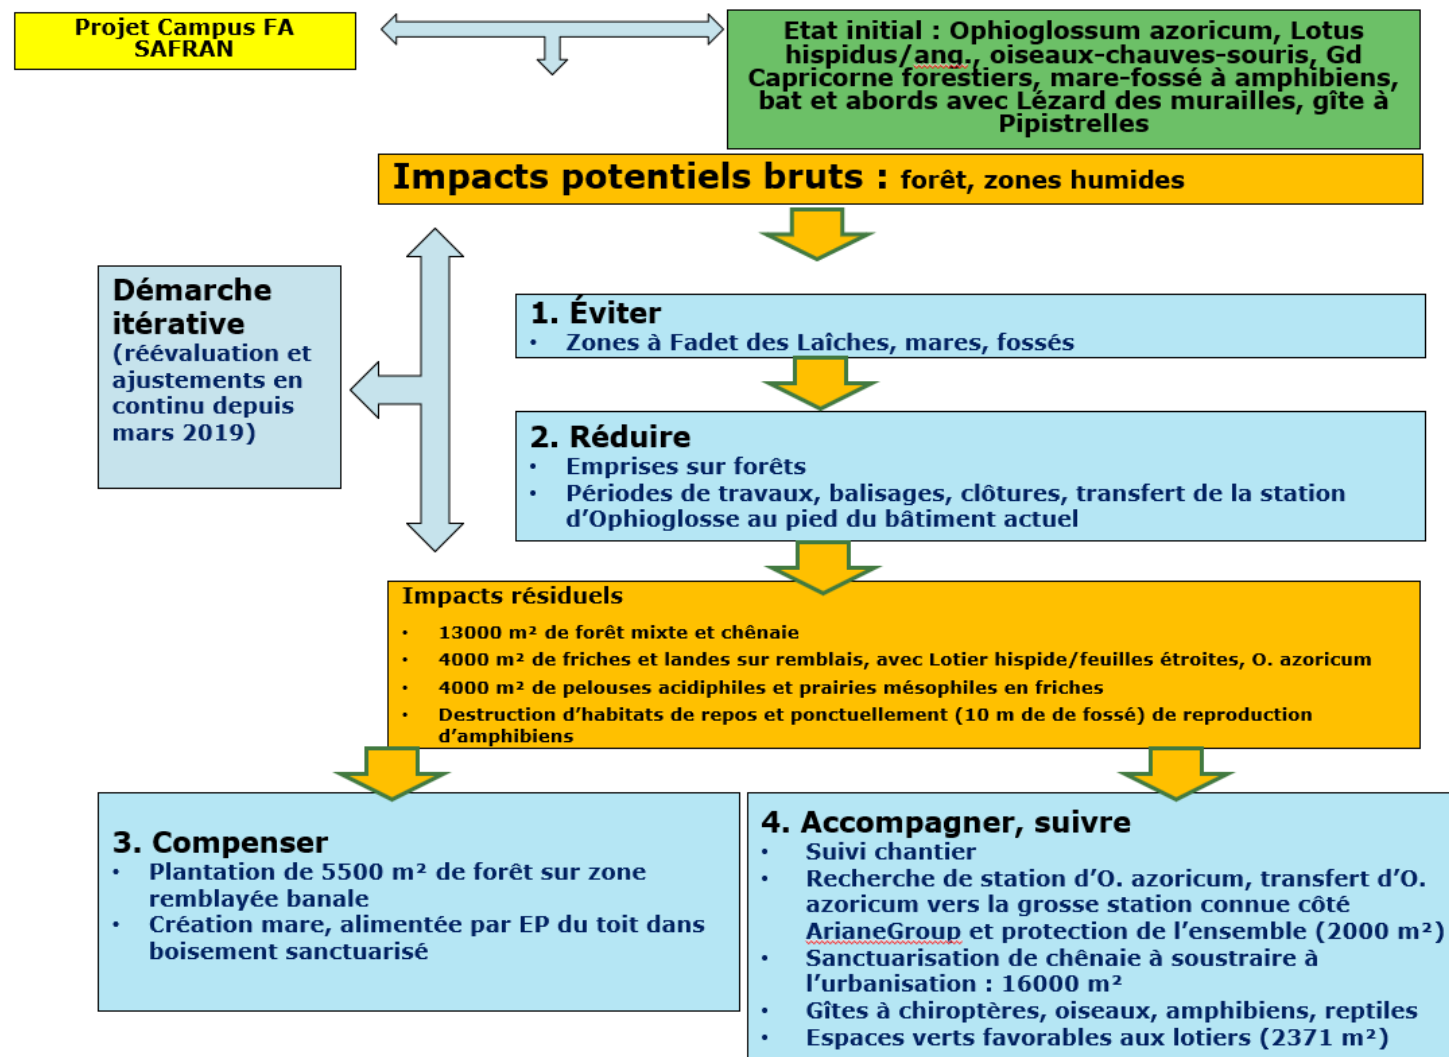 Projet Campus FA
SAFRAN
Etat initial : Ophioglossum azoricum, Lotus
hispidus/ang., oiseaux-chauves-souris, Gd
Capricorne forestiers, mare-fossé à amphibiens,
bat et abords avec Lézard des murailles, gîte à
Pipistrelles
Impacts potentiels bruts : forêt, zones humides
Démarche
itérative
(réévaluation et
ajustements en
continu depuis
mars 2019)
1. Éviter
• Zones à Fadet des Laîches, mares, fossés
2. Réduire
• Emprises sur forêts
• Périodes de travaux, balisages, clôtures, transfert de la station
d’Ophioglosse au pied du bâtiment actuel
Impacts résiduels
• 13000 m² de forêt mixte et chênaie
• 4000 m² de friches et landes sur remblais, avec Lotier hispide/feuilles étroites, O. azoricum
• 4000 m² de pelouses acidiphiles et prairies mésophiles en friches
• Destruction d’habitats de repos et ponctuellement (10 m de de fossé) de reproduction
d’amphibiens
3. Compenser
• Plantation de 5500 m² de forêt sur zone
remblayée banale
• Création mare, alimentée par EP du toit dans
boisement sanctuarisé
4. Accompagner, suivre
• Suivi chantier
• Recherche de station d’O. azoricum, transfert d’O.
azoricum vers la grosse station connue côté
ArianeGroup et protection de l’ensemble (2000 m²)
• Sanctuarisation de chênaie à soustraire à
l’urbanisation : 16000 m²
• Gîtes à chiroptères, oiseaux, amphibiens, reptiles
• Espaces verts favorables aux lotiers (2371 m²)